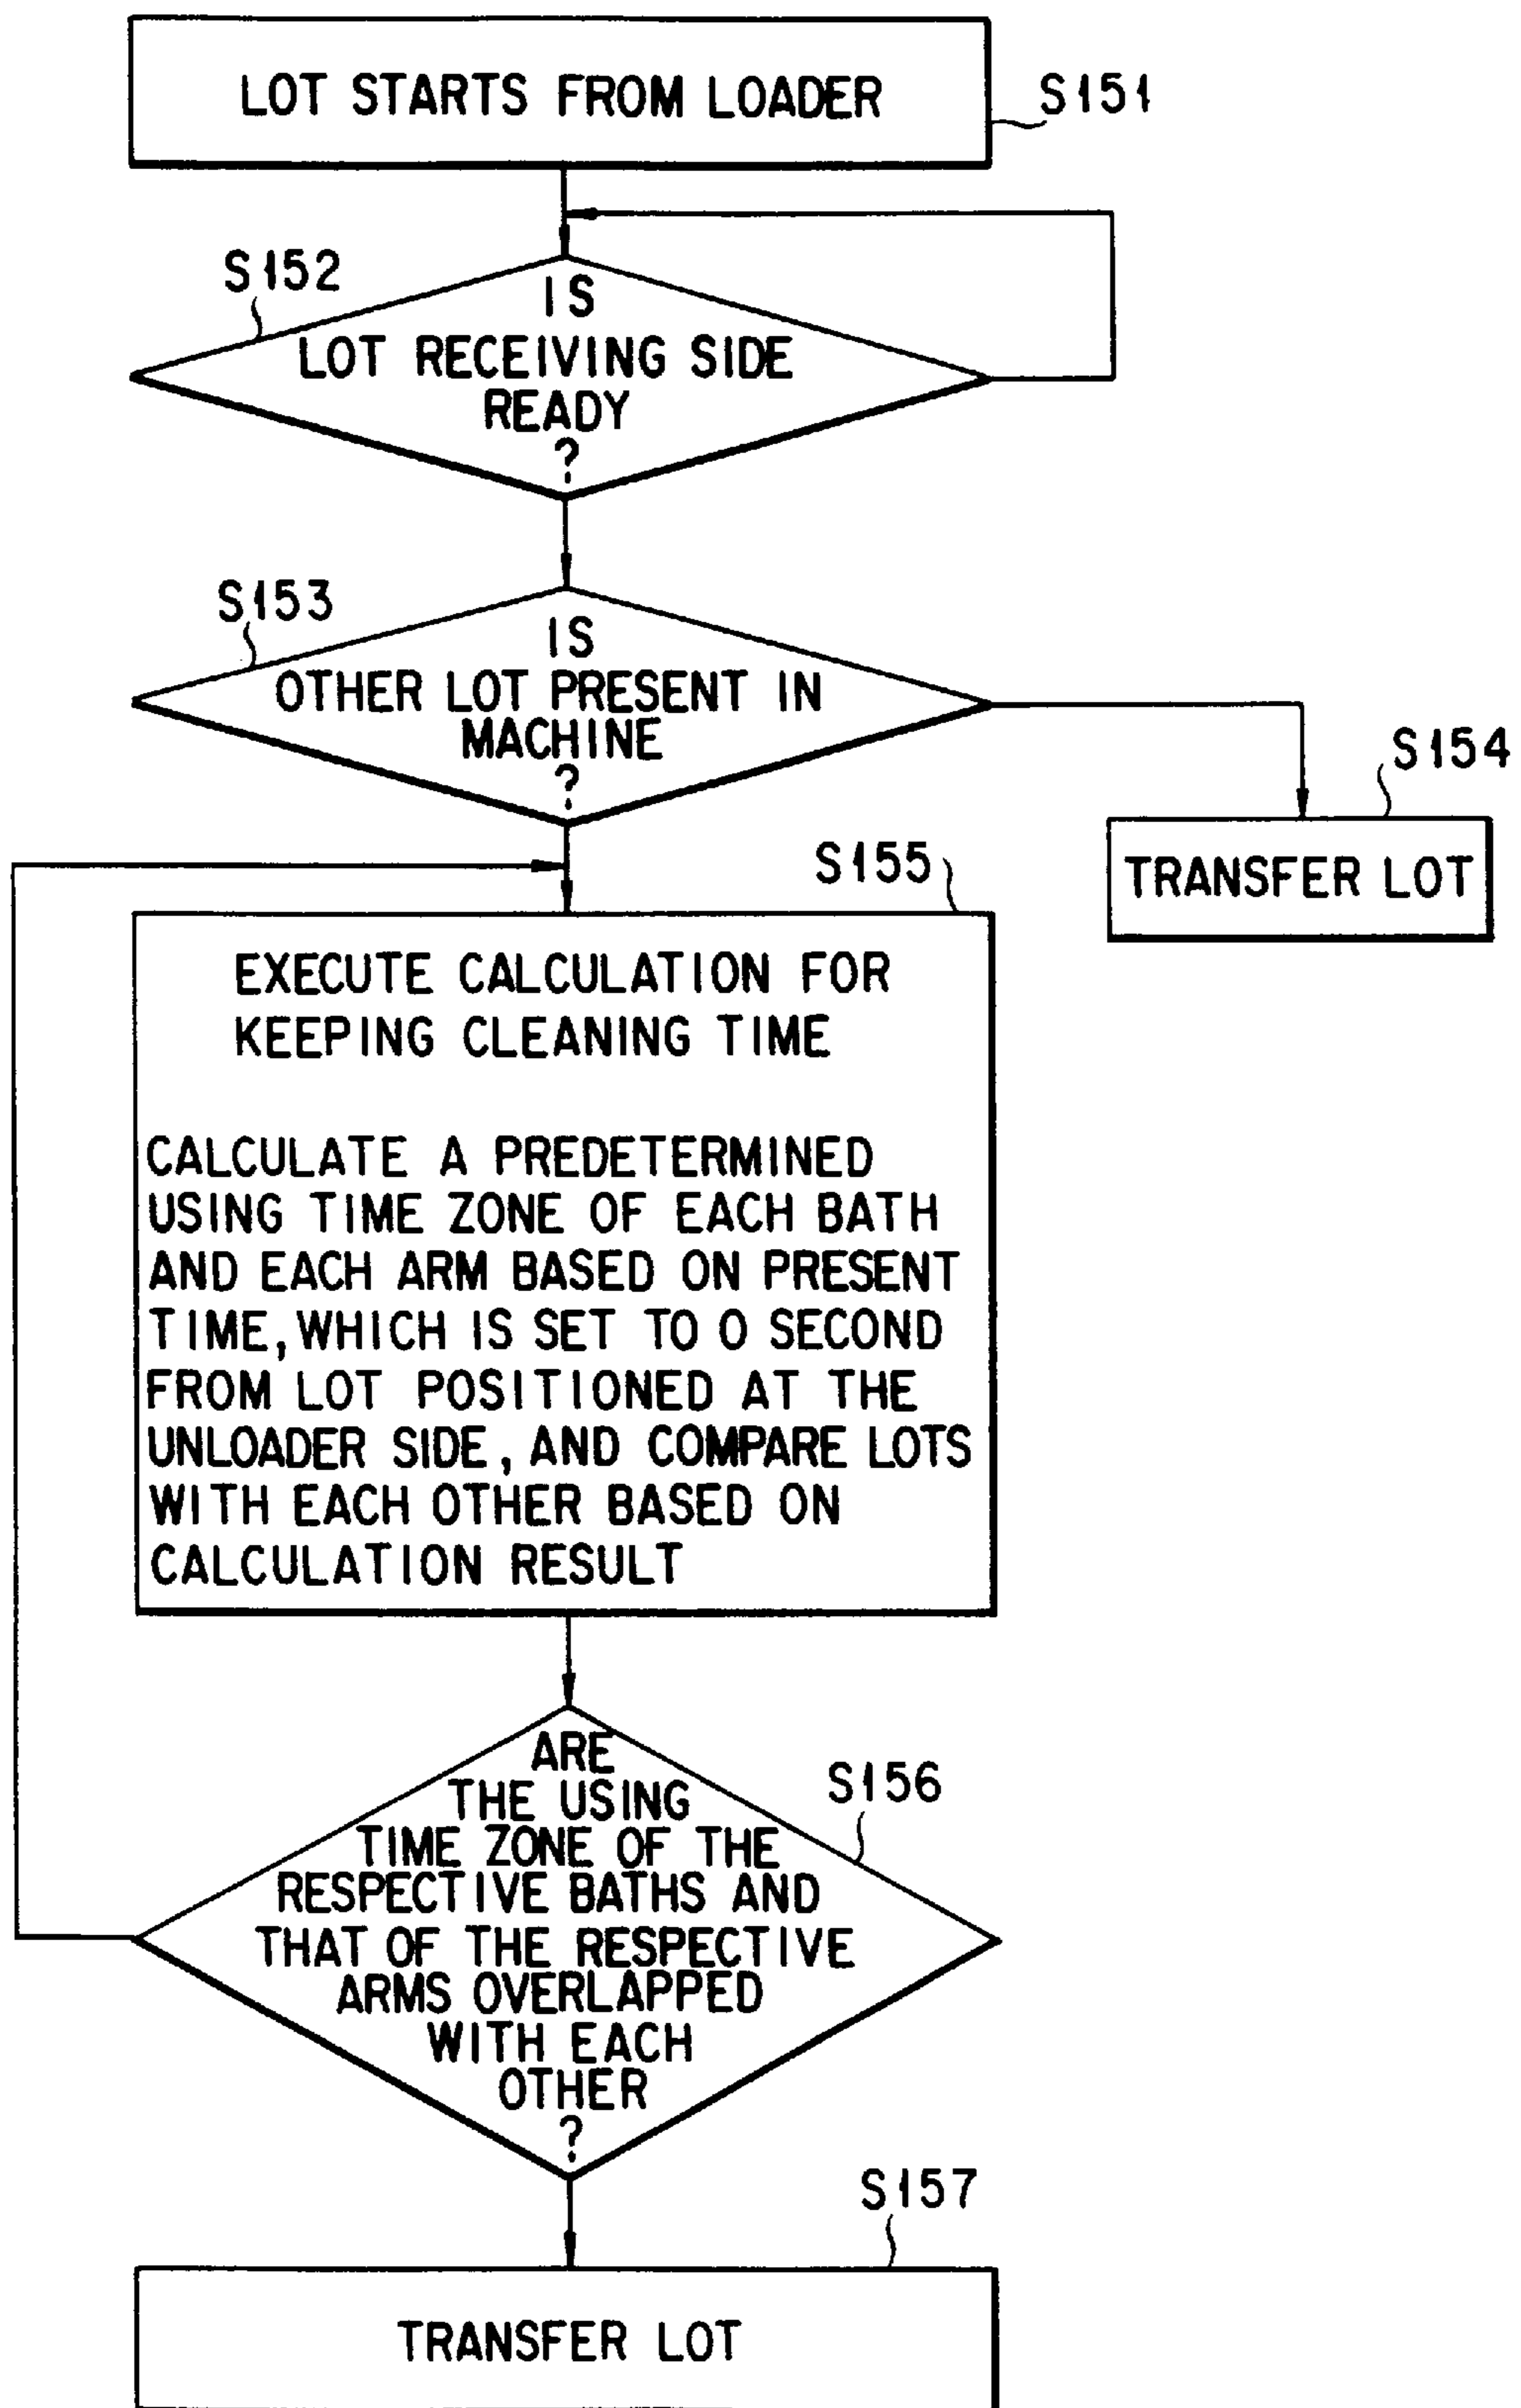 LOT STARTS FROM LOADER
S151
S152
IS
LOT RECEIVING SIDE
READY
?
S153
IS
OTHER LOT PRESENT IN
MACHINE
?
S154
TRANSFER LOT
S155
EXECUTE CALCULATION FOR
KEEPING CLEANING TIME
CALCULATE A PREDETERMINED
USING TIME ZONE OF EACH BATH
AND EACH ARM BASED ON PRESENT
TIME, WHICH IS SET TO 0 SECOND
FROM LOT POSITIONED AT THE
UNLOADER SIDE, AND COMPARE LOTS
WITH EACH OTHER BASED ON
CALCULATION RESULT
S156
ARE
THE USING
TIME ZONE OF THE
RESPECTIVE BATHS AND
THAT OF THE RESPECTIVE
ARMS OVERLAPPED
WITH EACH
OTHER
?
S157
TRANSFER LOT